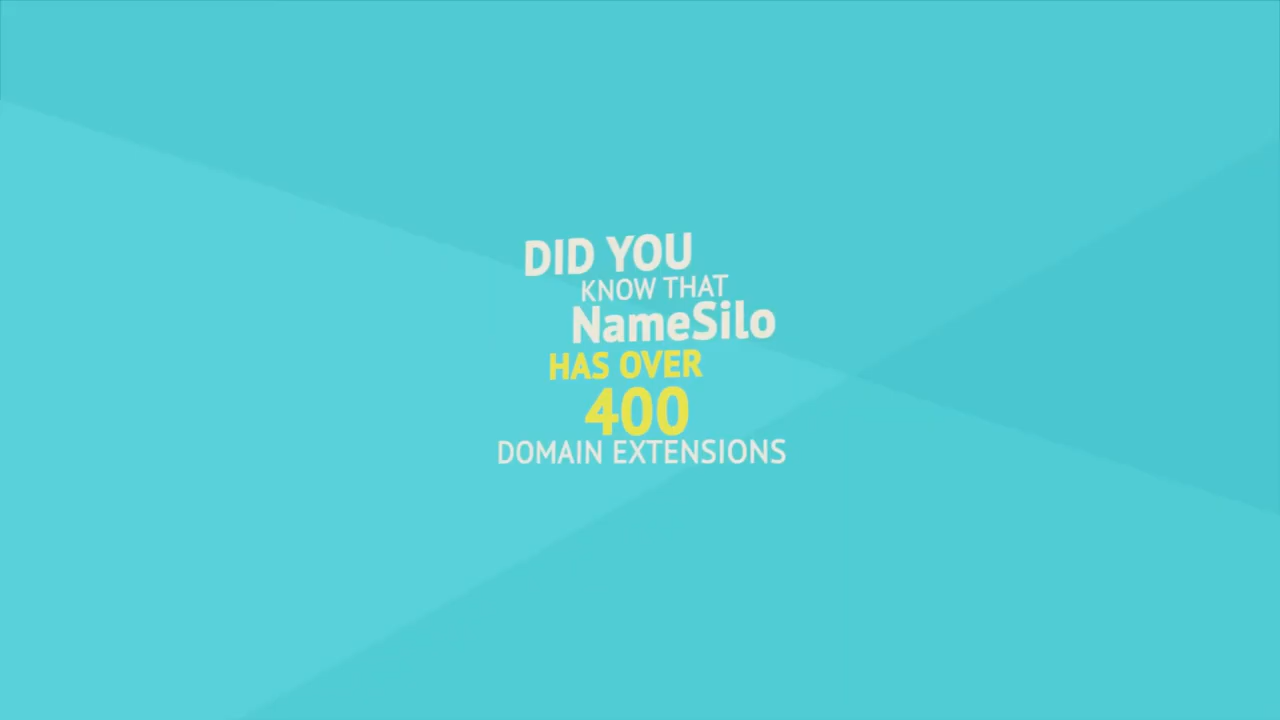 DID YOU
KNOW THAT
NameSilo
HAS OVER
400
DOMAIN EXTENSIONS